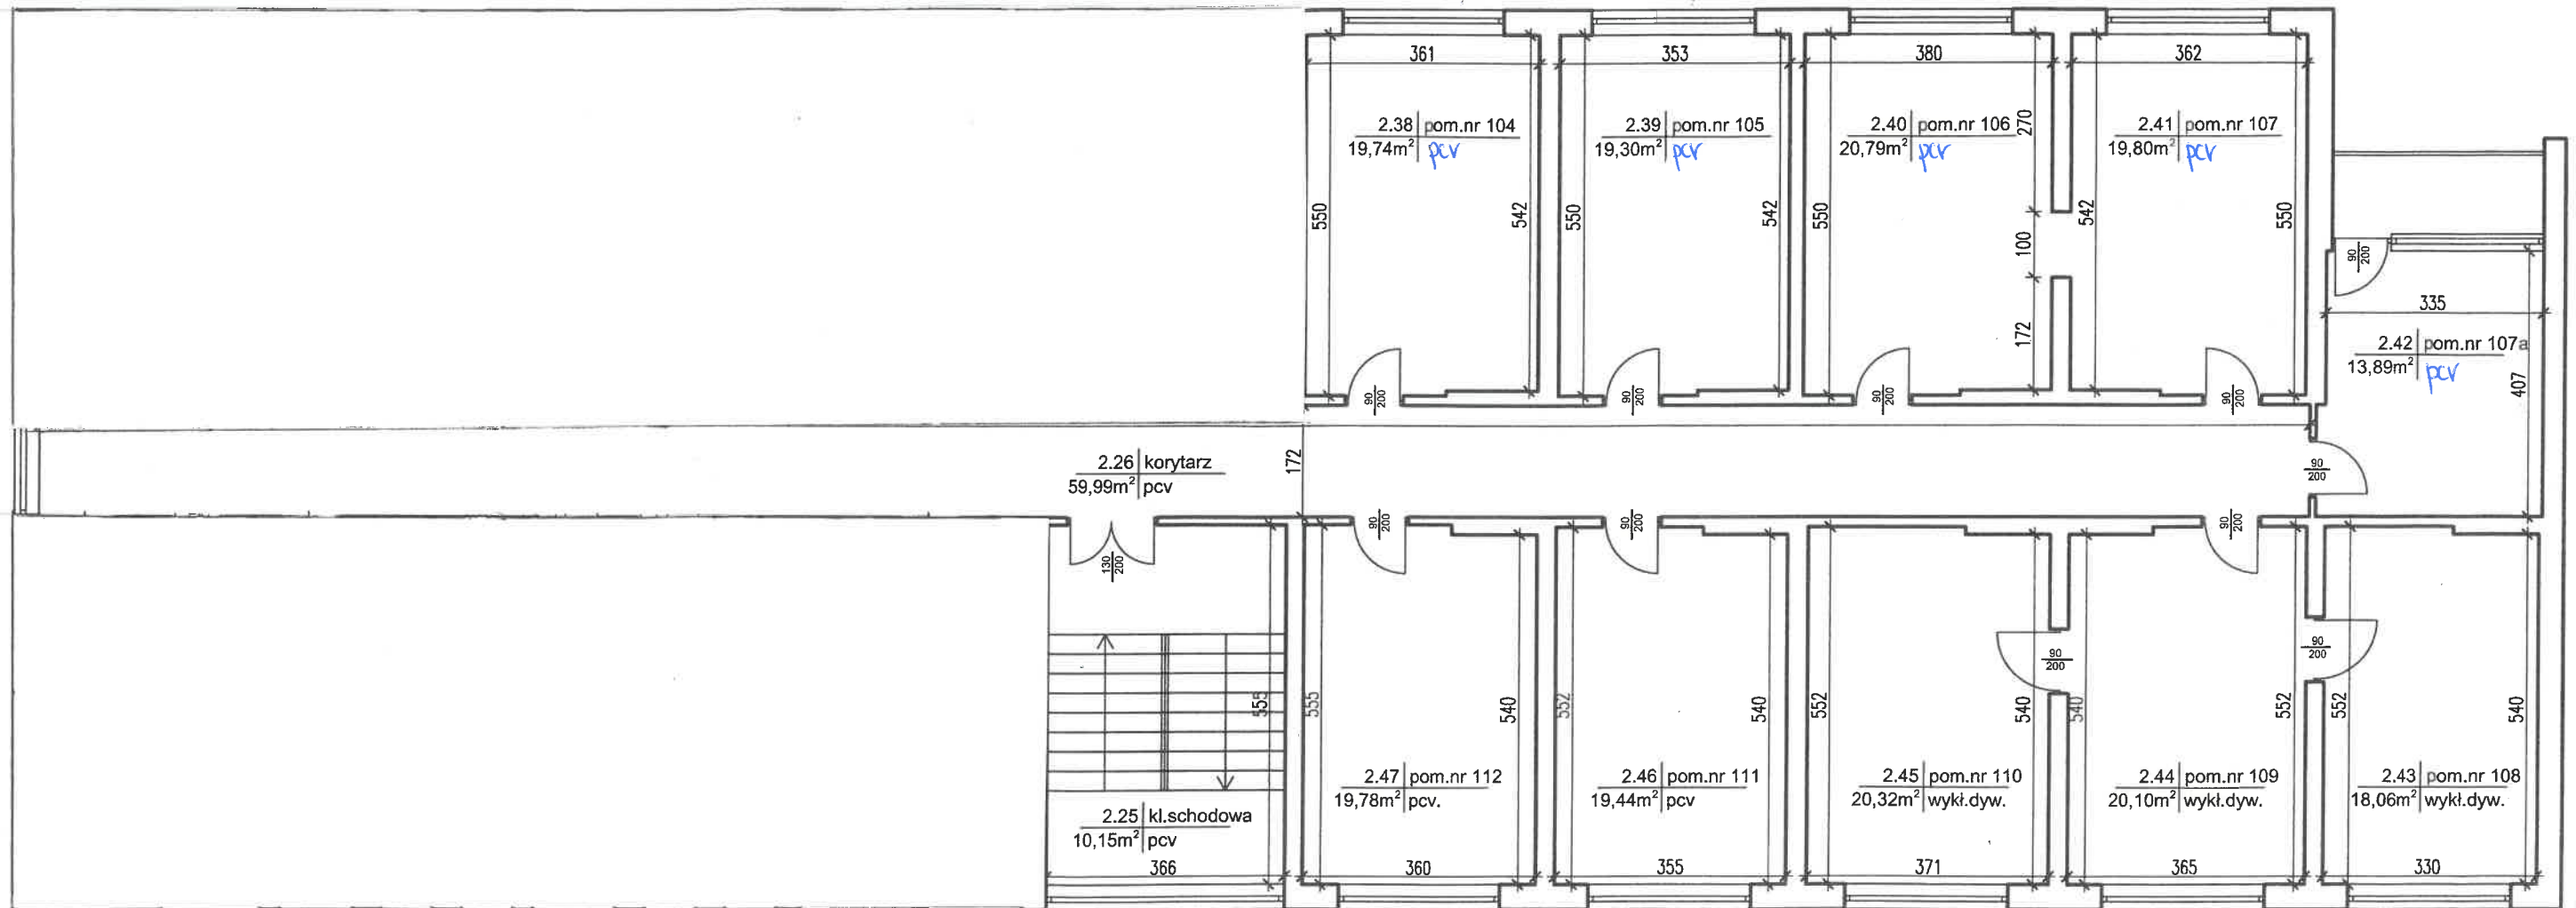 361
353
380
362
2.38 pom.nr 104
19,74m² pcv
2.39 pom.nr 105
19,30m² pcv
2.40 pom.nr 106
20,79m² pcv
2.41 pom.nr 107
19,80m² pcv
270
550
542
550
542
550
100
542
550
172
90
200
335
2.42 pom.nr 107a
13,89m² pcv
407
90
200
90
200
90
200
90
200
2.26 korytarz
59,99m² pcv
172
90
200
90
200
90
200
90
200
130
200
90
200
90
200
555
555
540
552
540
552
540
540
552
552
540
2.47 pom.nr 112
19,78m² pcv.
2.46 pom.nr 111
19,44m² pcv
2.45 pom.nr 110
20,32m² wykł.dyw.
2.44 pom.nr 109
20,10m² wykł.dyw.
2.43 pom.nr 108
18,06m² wykł.dyw.
2.25 kl.schodowa
10,15m² pcv
366
360
355
371
365
330